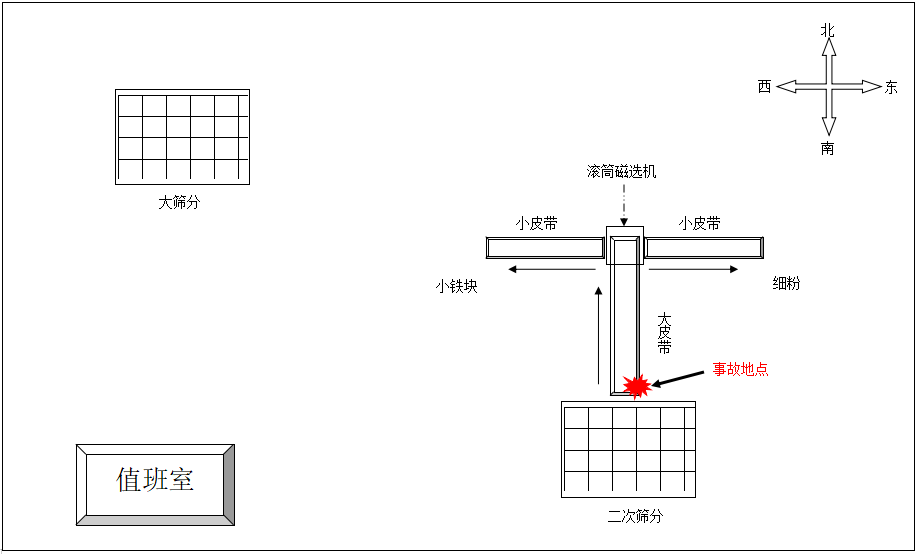 北
西
东
南
大筛分
滚筒磁选机
小皮带
小皮带
小铁块
细粉
大皮带
事故地点
值班室
二次筛分